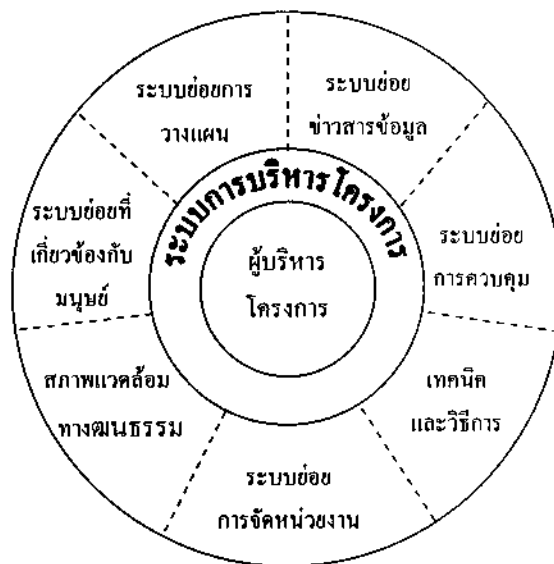 ระบบย่อยการ
วางแผน
ระบบย่อย
ข่าวสารข้อมูล
ระบบการบริหารโครงการ
ระบบย่อยที่
เกี่ยวข้องกับ
มนุษย์
ผู้บริหาร
โครงการ
ระบบย่อย
การควบคุม
สภาพแวดล้อม
ทางฒนธรรม
เทคนิค
และวิธีการ
ระบบย่อย
การจัดหน่วยงาน